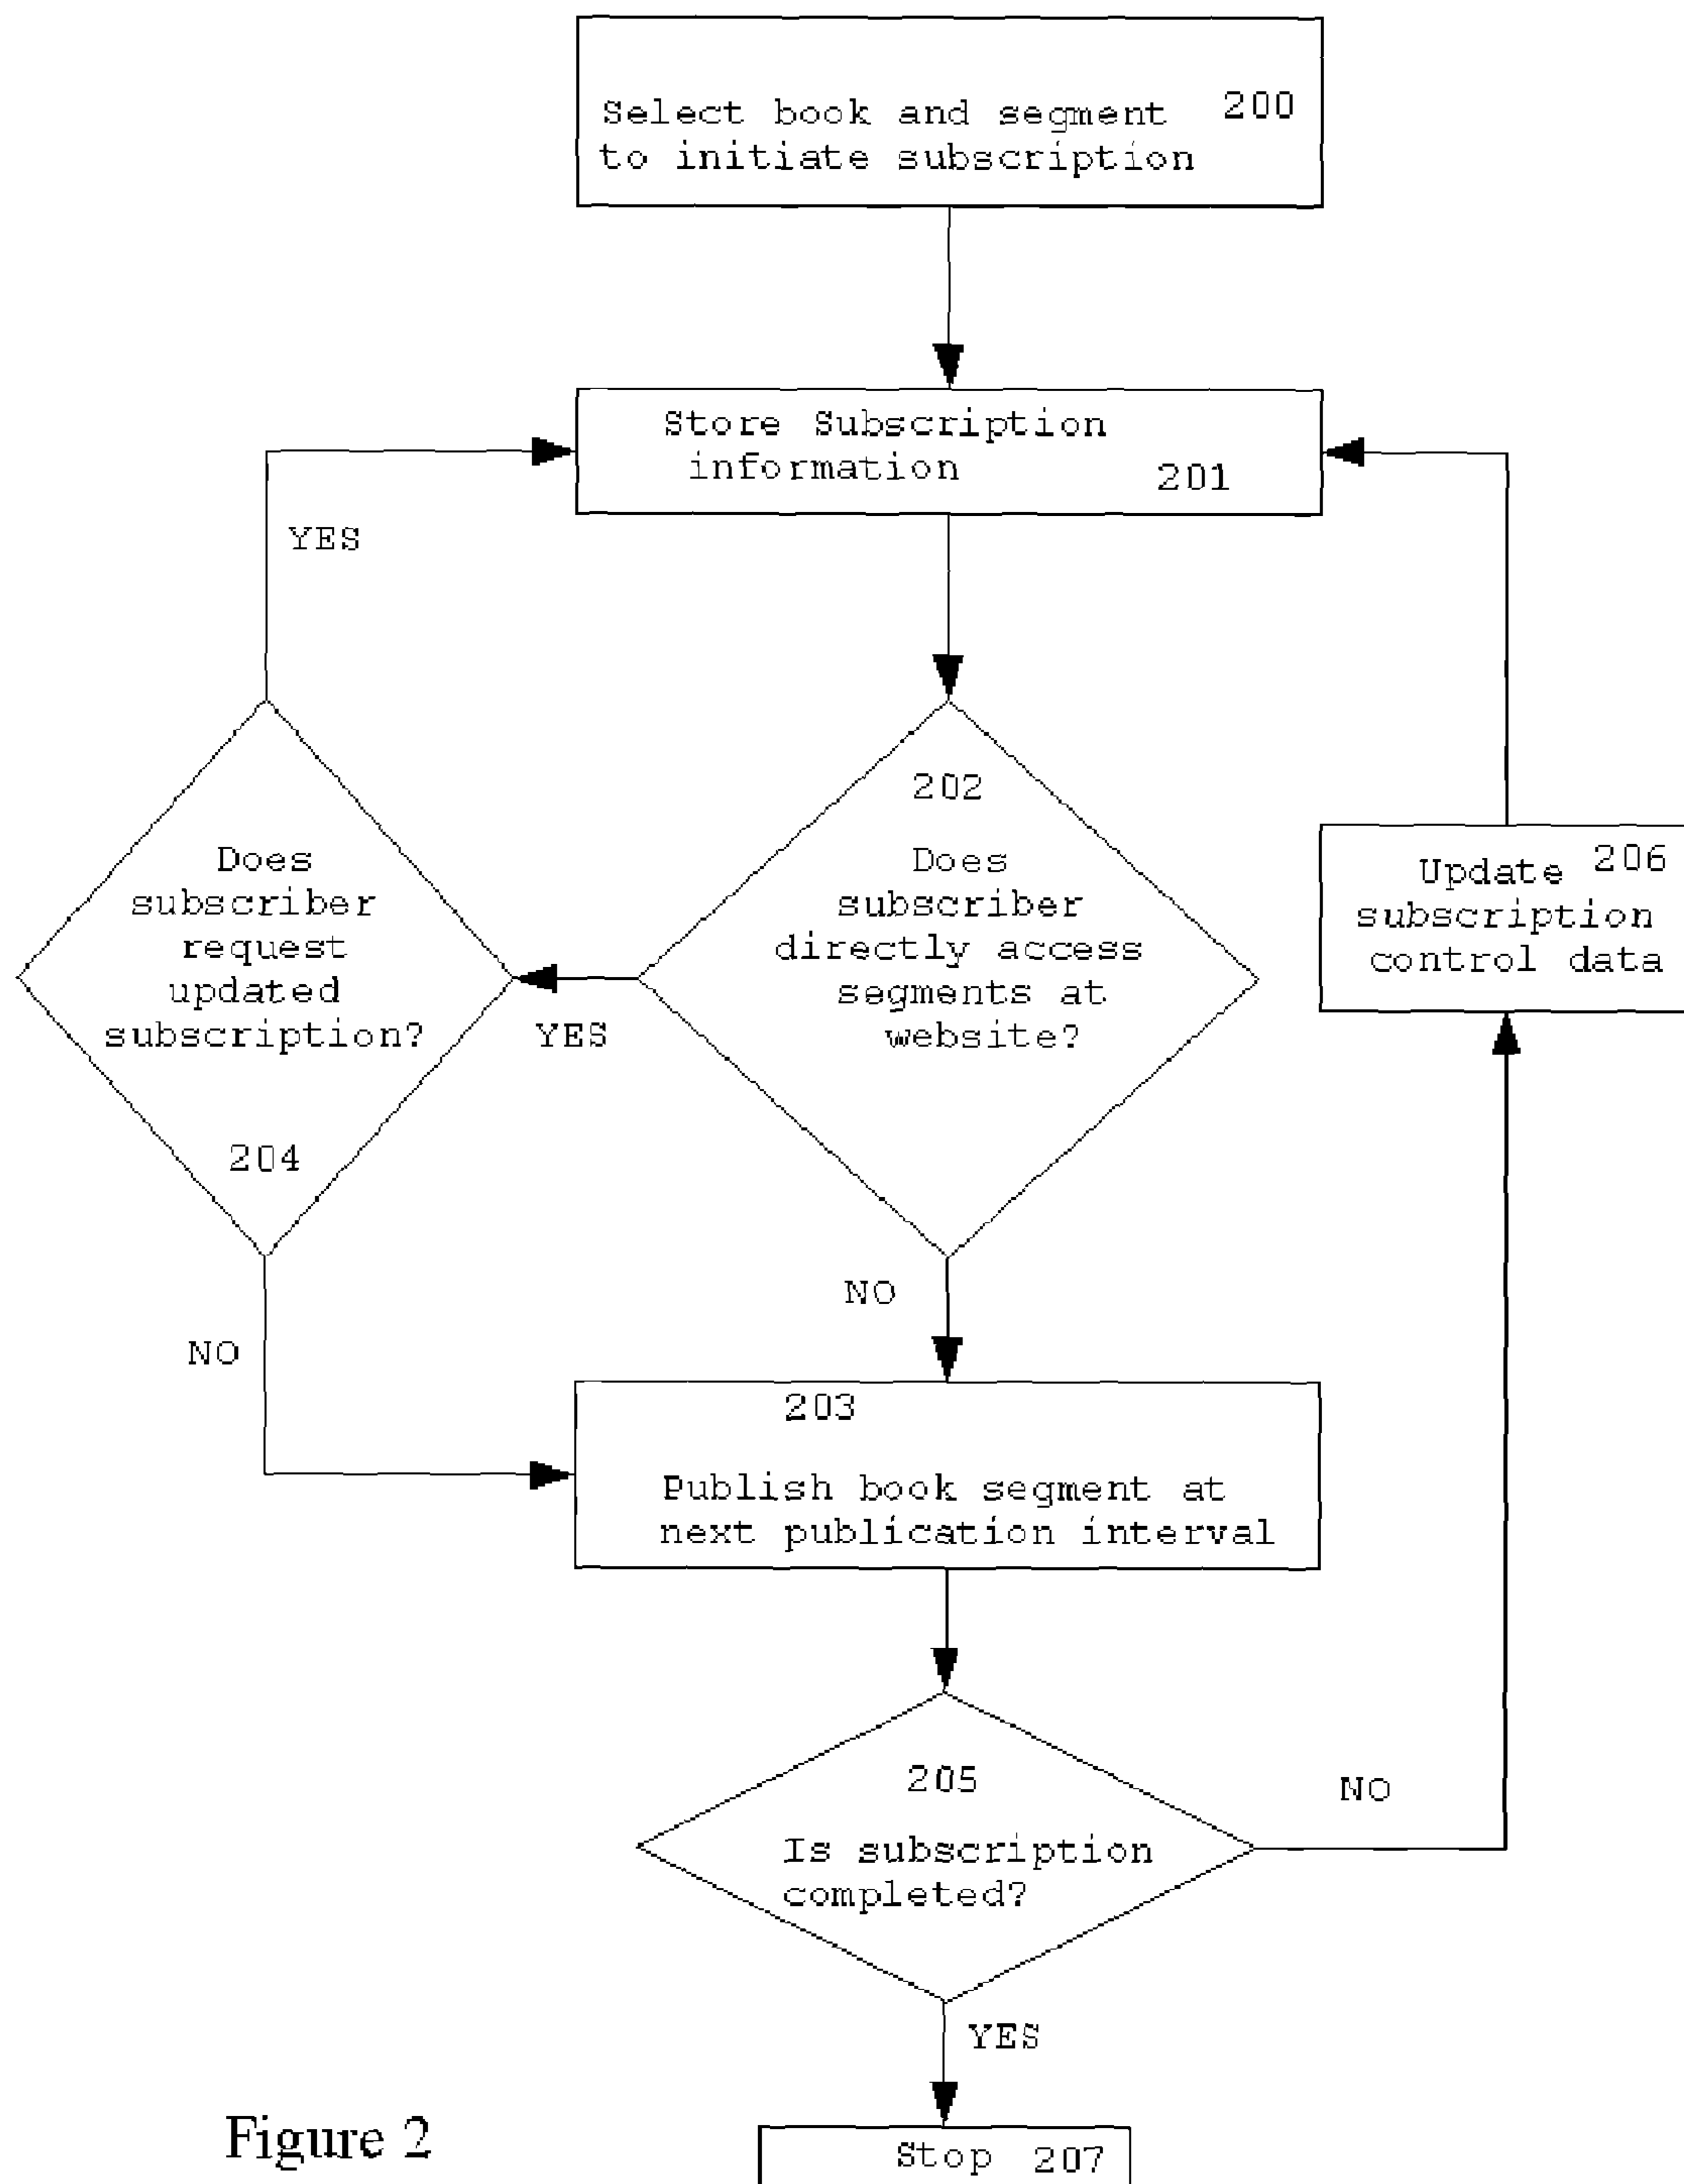 200
Select book and segment
to initiate subscription
Store Subscription
information
201
YES
202
Does
subscriber
directly access
segments at
website?
YES
Does
subscriber
request
updated
subscription?
204
Update 206
subscription
control data
NO
NO
203
Publish book segment at
next publication interval
205
Is subscription
completed?
NO
YES
Stop 207
Figure 2